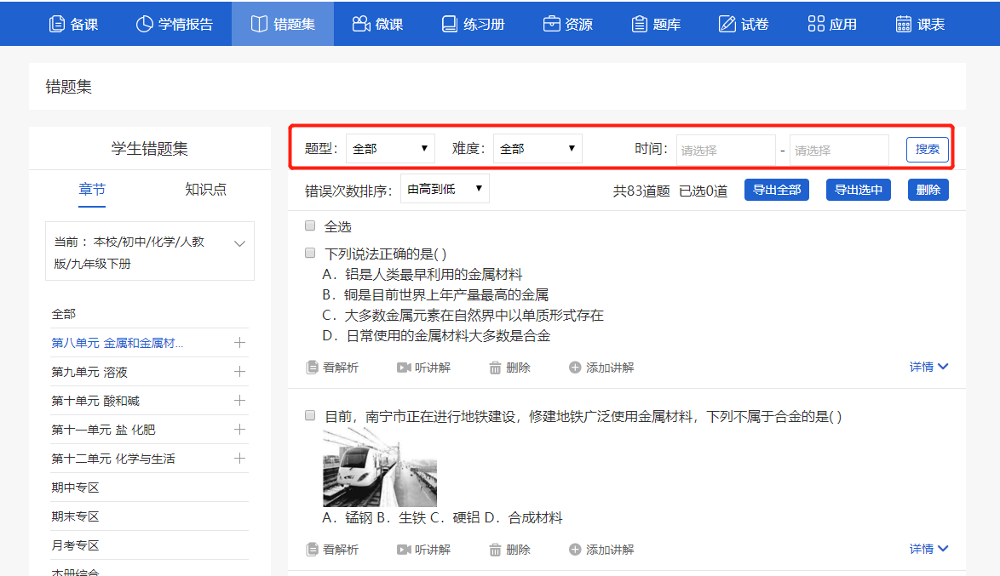 备课 学情报告 错题集 微课 练习册 资源 题库 试卷 应用 课表
错题集
学生错题集
章节 知识点
当前 : 本校/初中/化学/人教
版/九年级下册
全部
第八单元 金属和金属材...
第九单元 溶液
第十单元 酸和碱
第十一单元 盐 化肥
第十二单元 化学与生活
期中专区
期末专区
月考专区
本册综合
题型: 全部 难度: 全部 时间: 请选择 - 请选择 搜索
错误次数排序: 由高到低 共83道题 已选0道 导出全部 导出选中 删除
全选
下列说法正确的是( )
A．铝是人类最早利用的金属材料
B．铜是目前世界上年产量最高的金属
C．大多数金属元素在自然界中以单质形式存在
D．日常使用的金属材料大多数是合金
看解析 听讲解 删除 添加讲解 详情
目前，南宁市正在进行地铁建设，修建地铁广泛使用金属材料，下列不属于合金的是( )
A．锰钢 B．生铁 C．硬铝 D．合成材料
看解析 听讲解 删除 添加讲解 详情